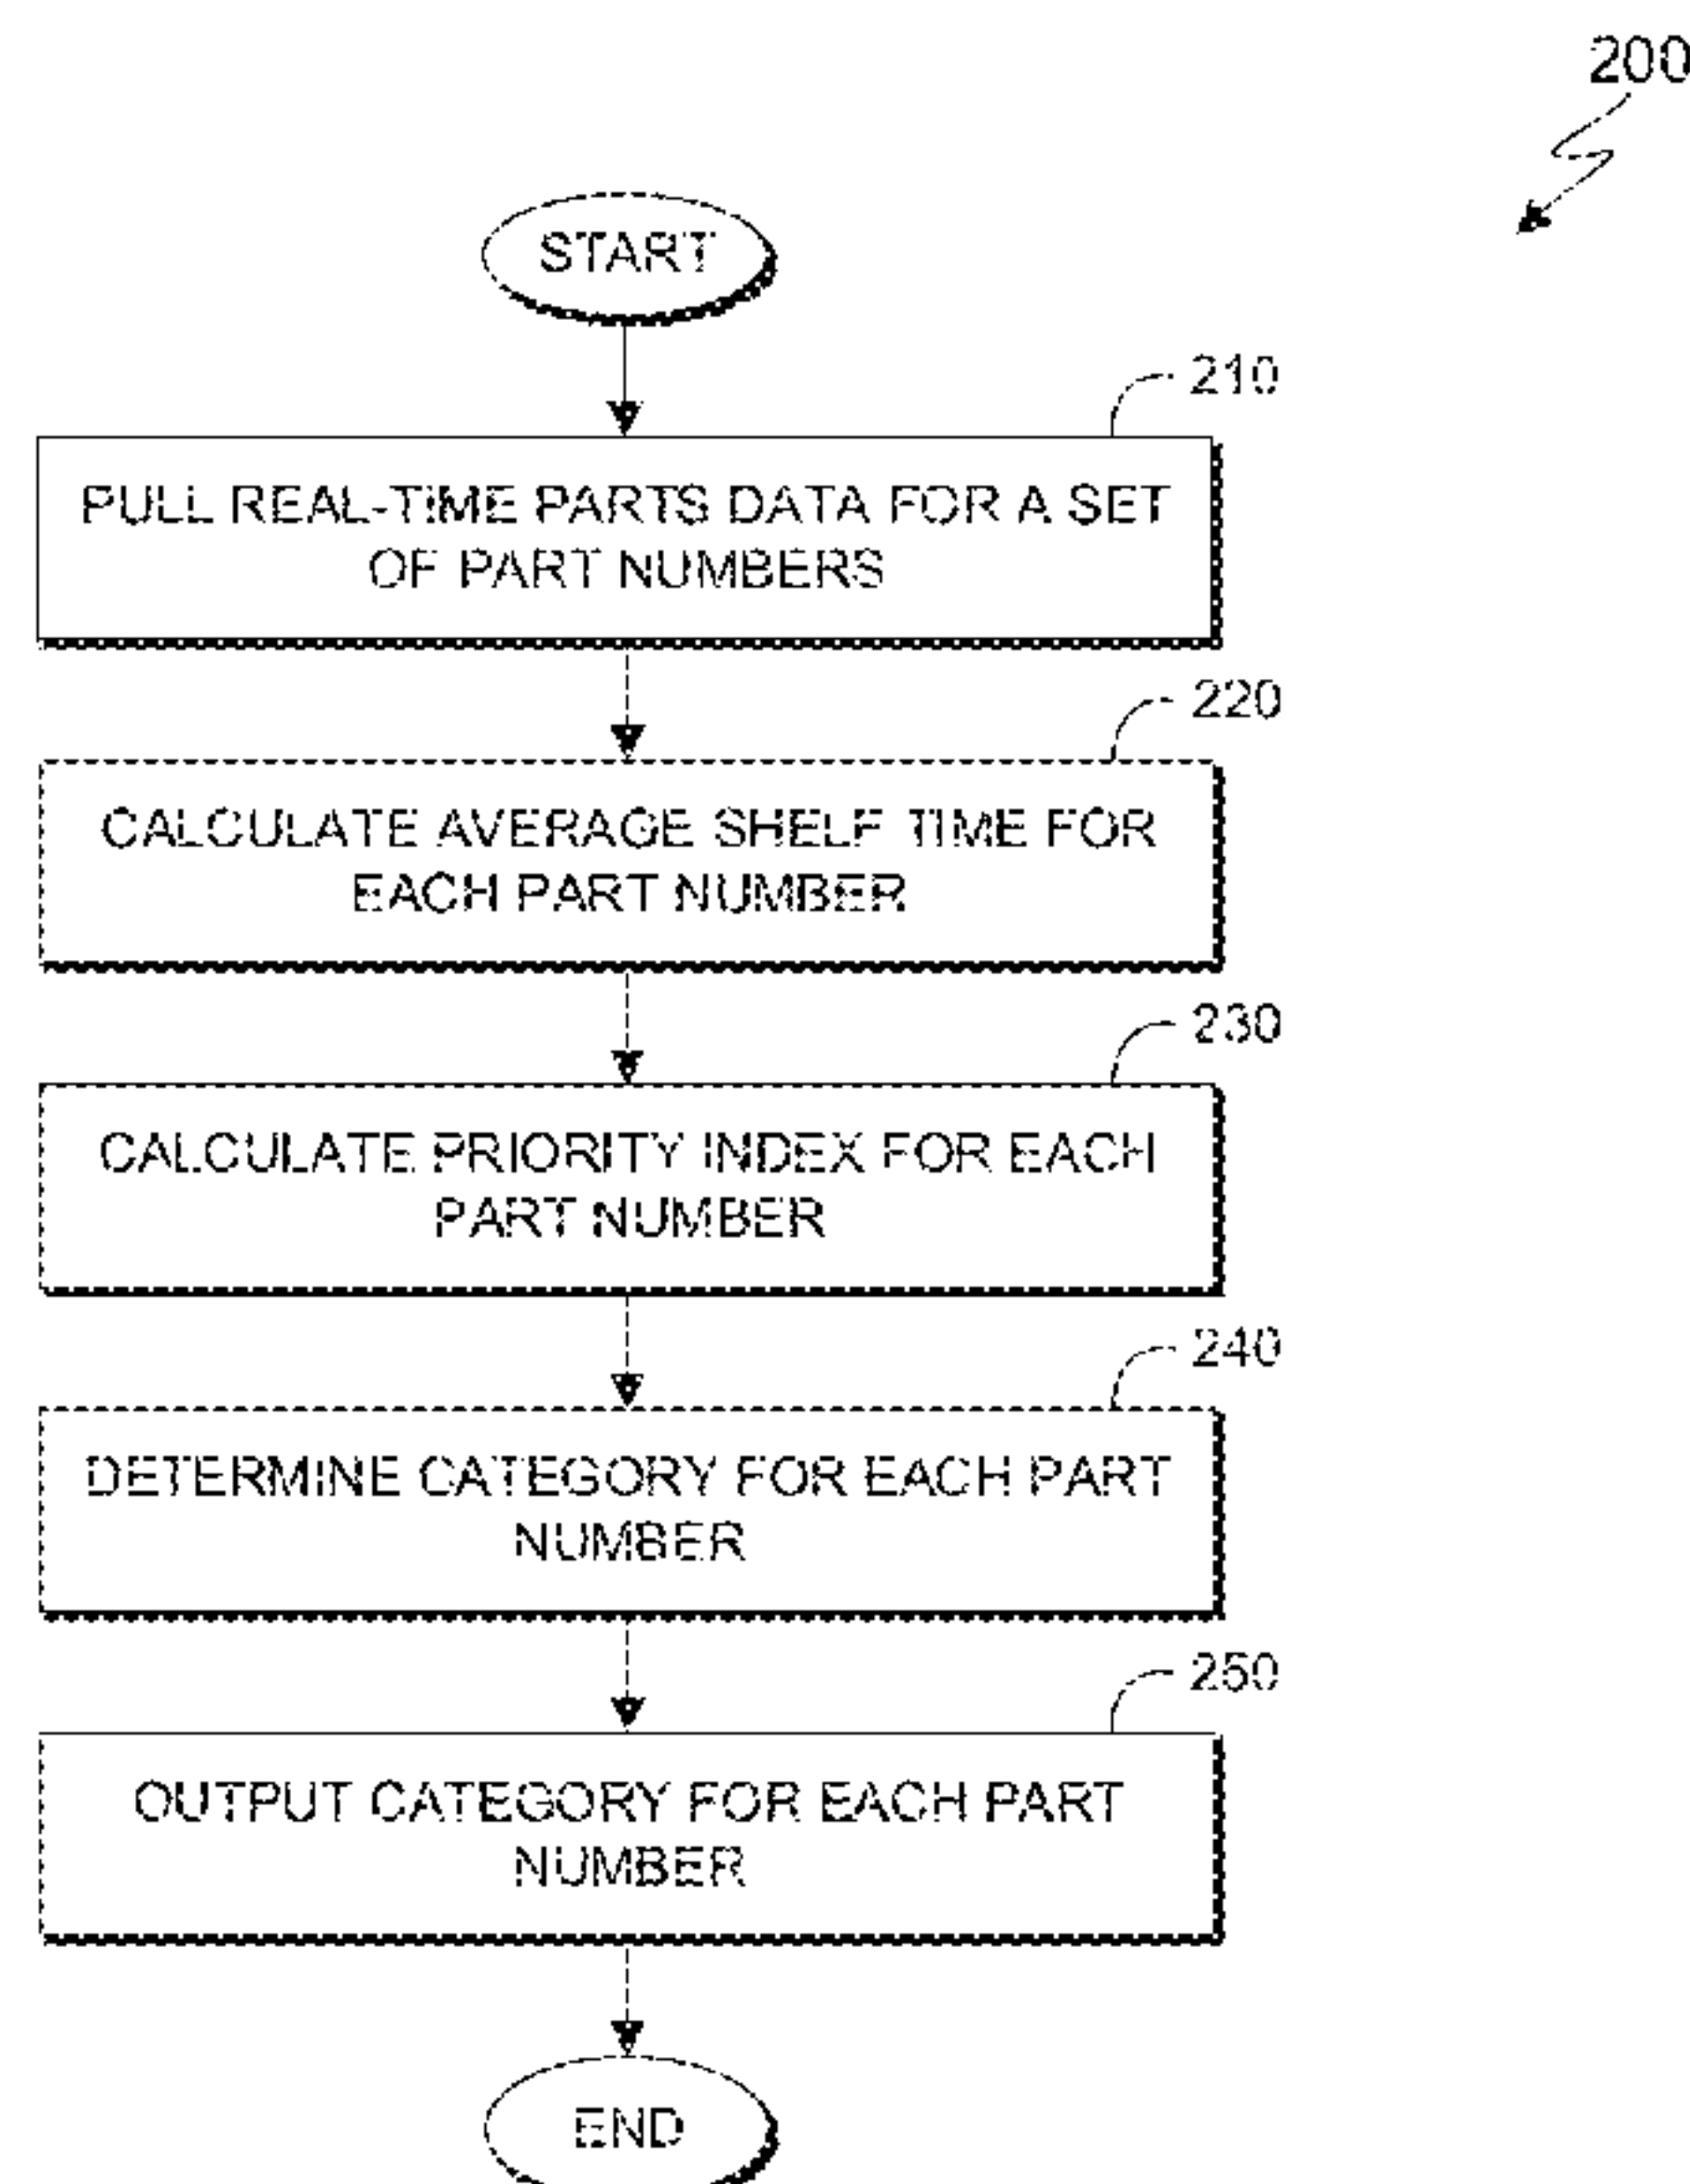 200
START
210
PULL REAL-TIME PARTS DATA FOR A SET
OF PART NUMBERS
220
CALCULATE AVERAGE SHELF TIME FOR
EACH PART NUMBER
230
CALCULATE PRIORITY INDEX FOR EACH
PART NUMBER
240
DETERMINE CATEGORY FOR EACH PART
NUMBER
250
OUTPUT CATEGORY FOR EACH PART
NUMBER
END